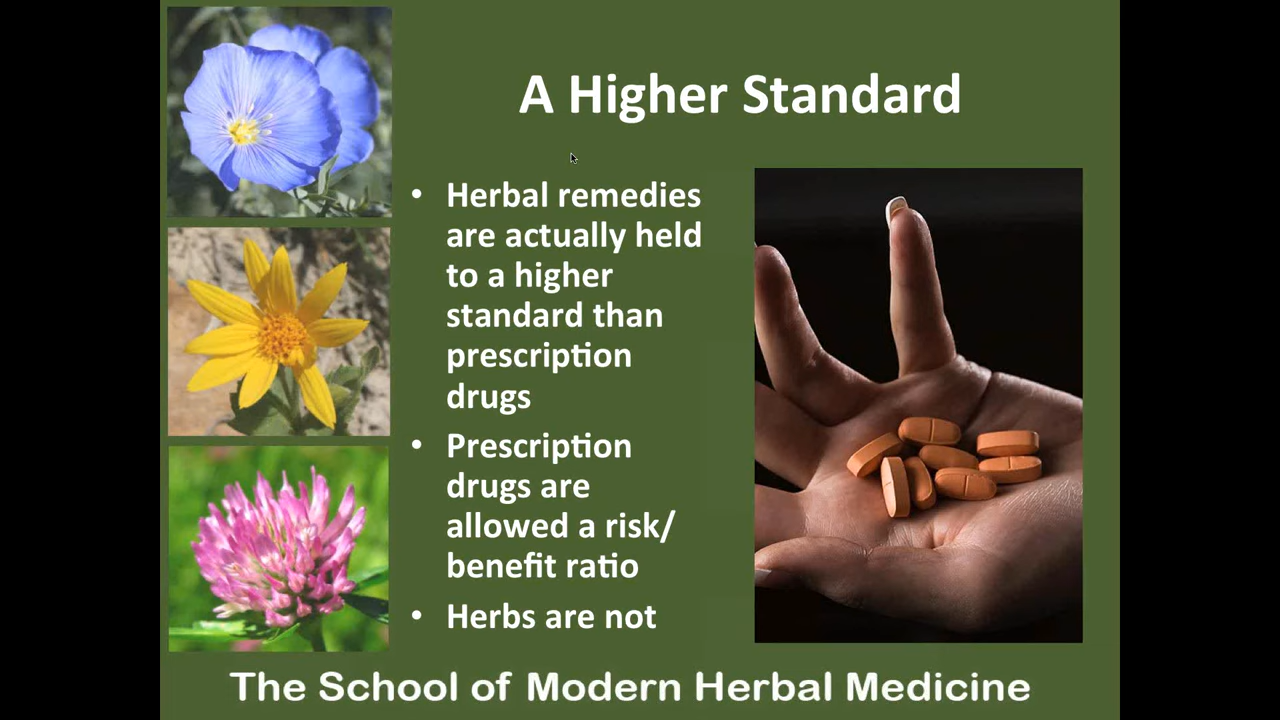 A Higher Standard
• Herbal remedies
are actually held
to a higher
standard than
prescription
drugs
• Prescription
drugs are
allowed a risk/
benefit ratio
• Herbs are not
The School of Modern Herbal Medicine